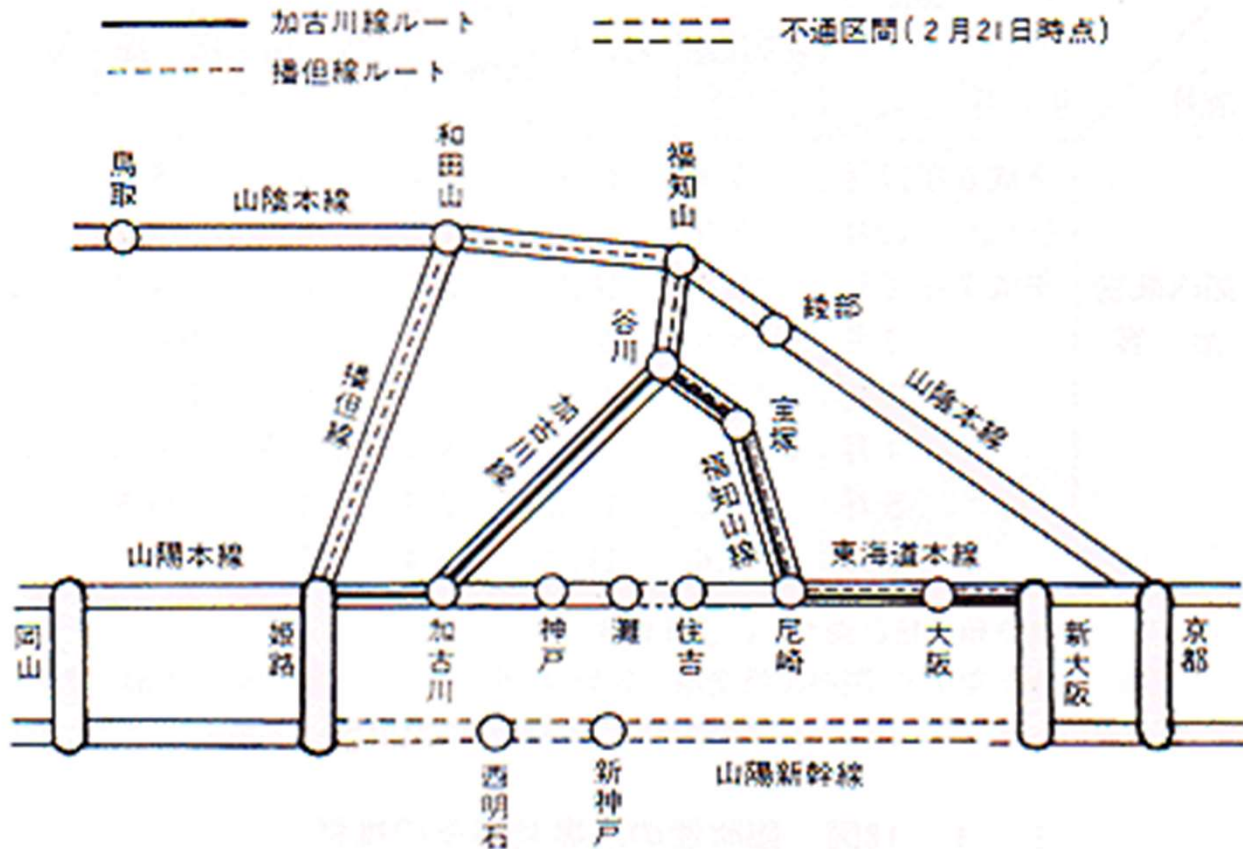 加古川線ルート
不通区間(2月21日時点)
播但線ルート
鳥取
和田山
福知山
山陰本線
綾部
谷川
宝塚
山陰本線
播但線
加古川線
福知山線
山陽本線
東海道本線
岡山
姫路
加古川
神戸
灘
住吉
尼崎
大阪
新大阪
京都
西明石
新神戸
山陽新幹線